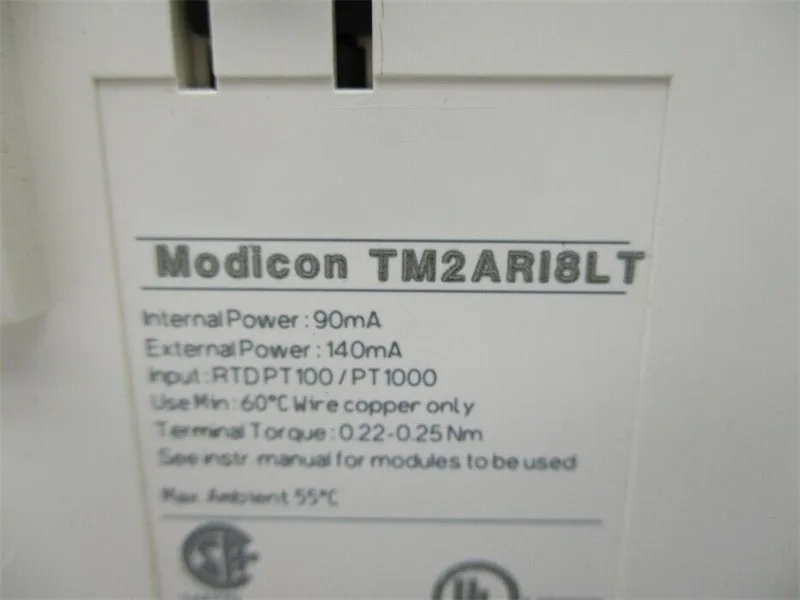 Modicon TM2ARI8LT
Internal Power : 90mA
External Power : 140mA
Input : RTD PT100 / PT1000
Use Min : 60°C Wire copper only
Terminal Torque : 0.22-0.25 Nm
See instr. manual for modules to be used
Max Ambient 55°C